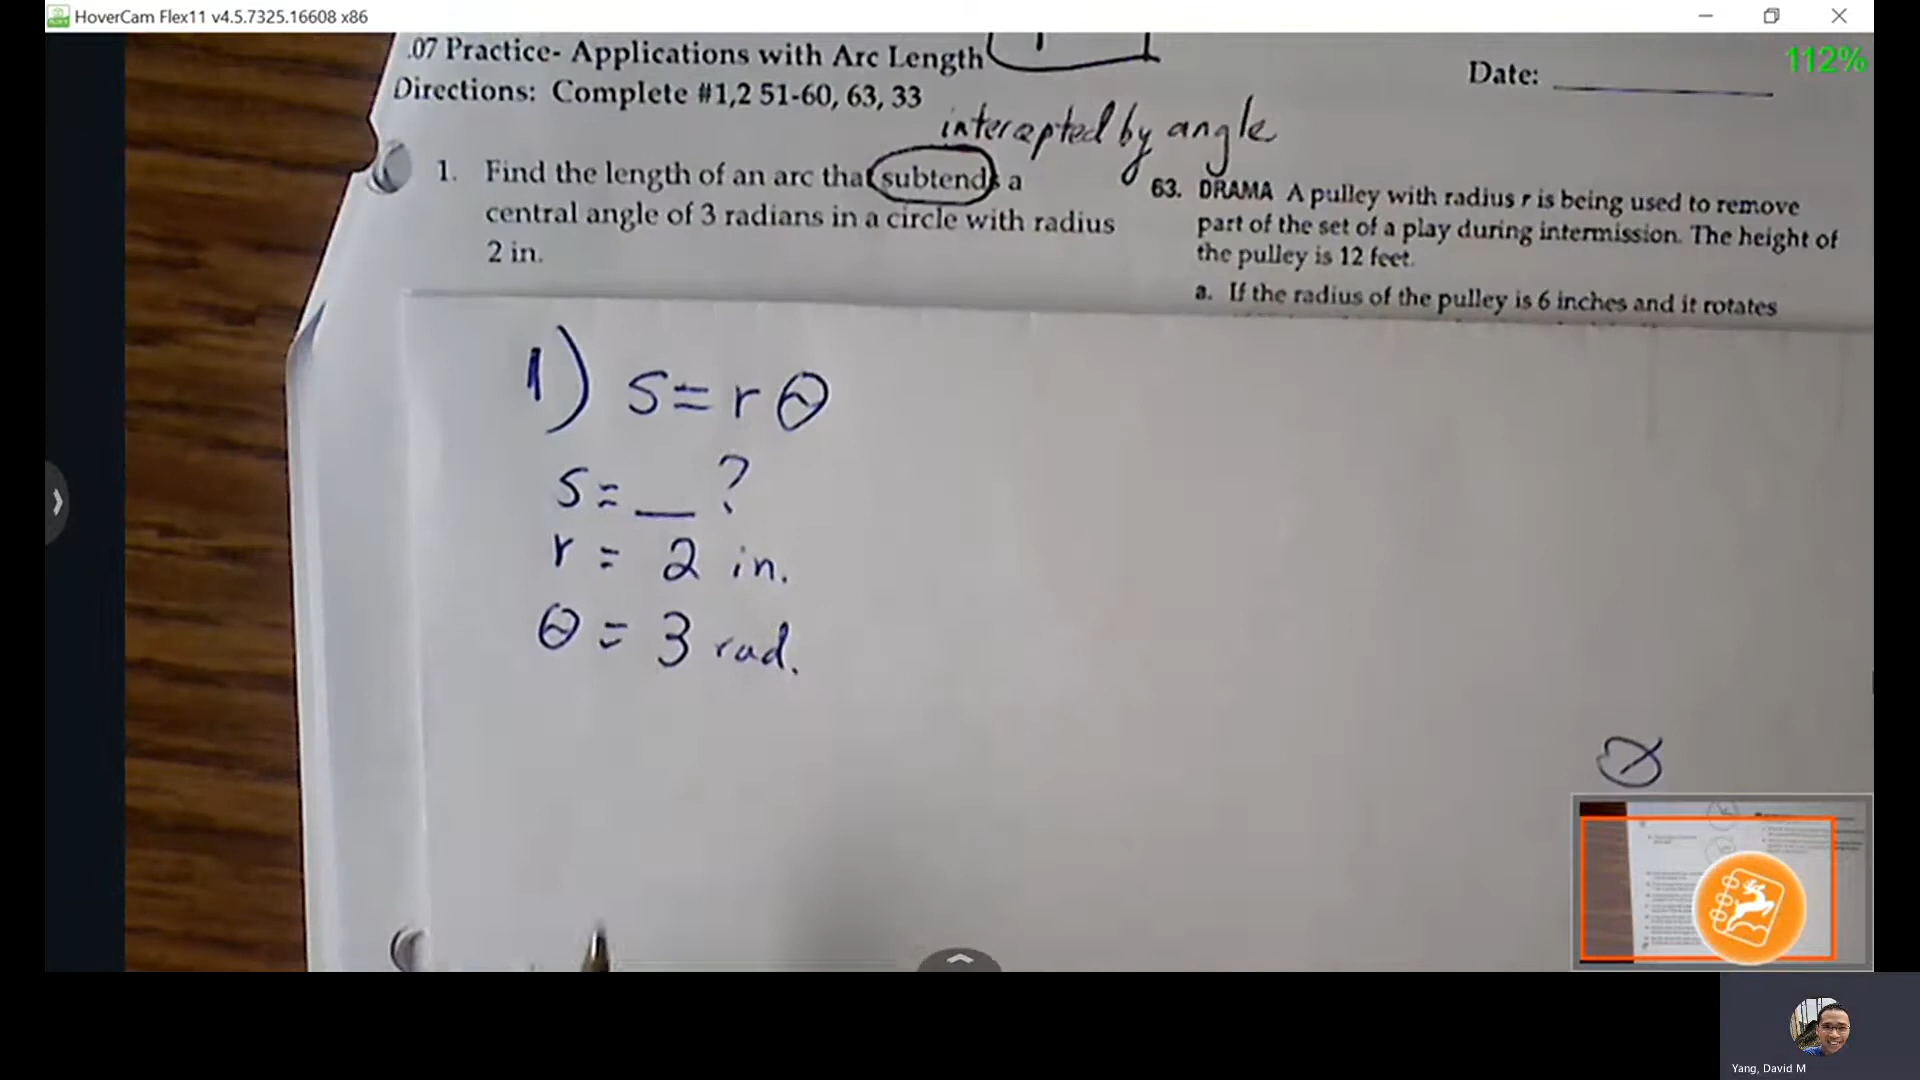 HoverCam Flex11 v4.5.7325.16608 x86
112%
.07 Practice- Applications with Arc Length
Date:
Directions: Complete #1,2 51-60, 63, 33
intercepted by angle
1. Find the length of an arc that subtends a
central angle of 3 radians in a circle with radius
2 in.
63. DRAMA A pulley with radius r is being used to remove
part of the set of a play during intermission. The height of
the pulley is 12 feet.
a. If the radius of the pulley is 6 inches and it rotates
1) s=rθ
s=__?
r = 2 in.
θ = 3 rad.
Yang, David M